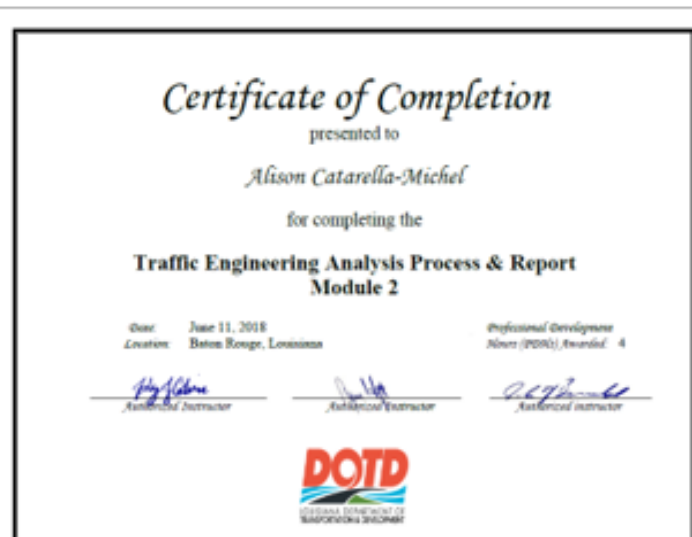 Certificate of Completion
presented to
Alison Catarella-Michel
for completing the
Traffic Engineering Analysis Process & Report
Module 2
Date: June 11, 2018
Location: Baton Rouge, Louisiana
Professional Development
Hours (PDHs) Awarded: 4
Authorized Instructor
Authorized Instructor
Authorized instructor
DOTD
LOUISIANA DEPARTMENT OF
TRANSPORTATION & DEVELOPMENT